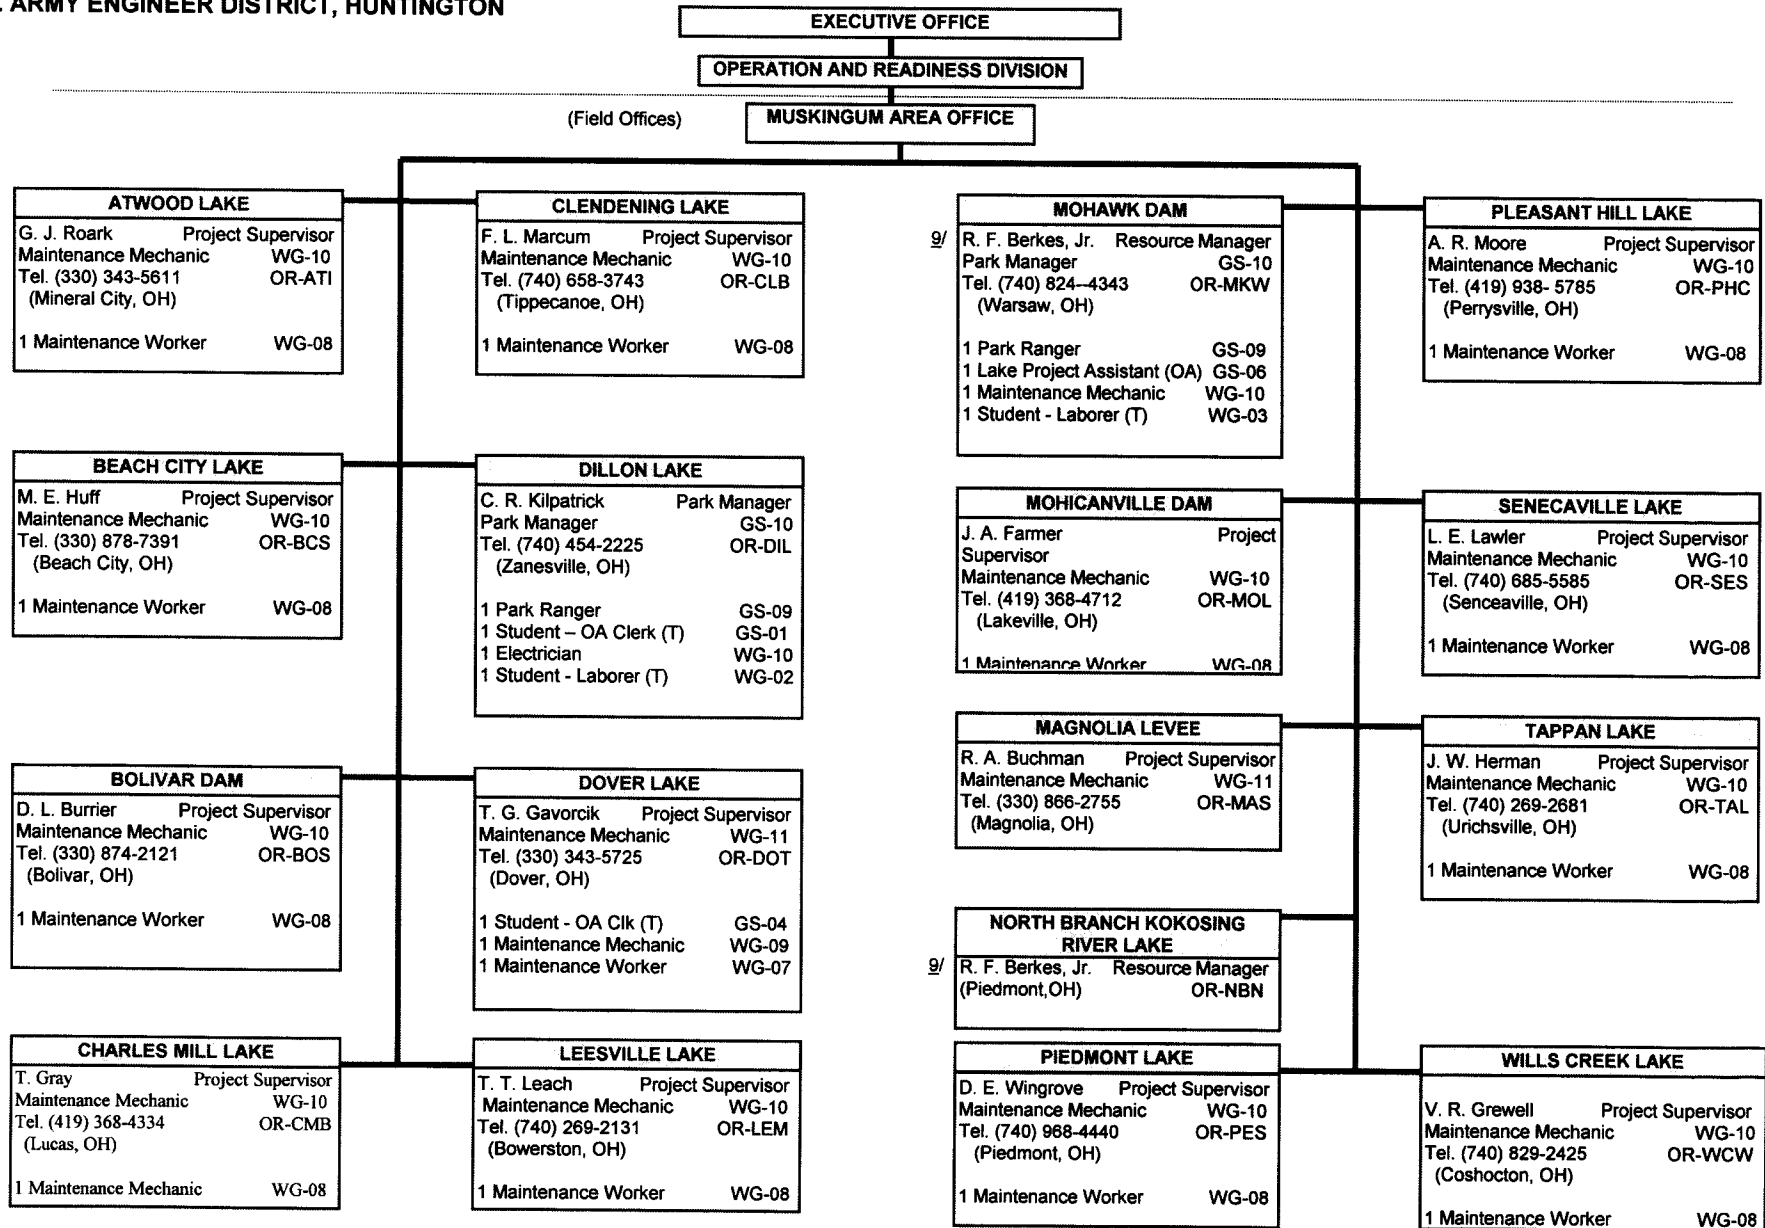 . ARMY ENGINEER DISTRICT, HUNTINGTON
EXECUTIVE OFFICE
OPERATION AND READINESS DIVISION
(Field Offices)
MUSKINGUM AREA OFFICE
ATWOOD LAKE
G. J. Roark Project Supervisor
Maintenance Mechanic WG-10
Tel. (330) 343-5611 OR-ATI
(Mineral City, OH)
1 Maintenance Worker WG-08
CLENDENING LAKE
F. L. Marcum Project Supervisor
Maintenance Mechanic WG-10
Tel. (740) 658-3743 OR-CLB
(Tippecanoe, OH)
1 Maintenance Worker WG-08
MOHAWK DAM
9/ R. F. Berkes, Jr. Resource Manager
Park Manager GS-10
Tel. (740) 824--4343 OR-MKW
(Warsaw, OH)
1 Park Ranger GS-09
1 Lake Project Assistant (OA) GS-06
1 Maintenance Mechanic WG-10
1 Student - Laborer (T) WG-03
PLEASANT HILL LAKE
A. R. Moore Project Supervisor
Maintenance Mechanic WG-10
Tel. (419) 938- 5785 OR-PHC
(Perrysville, OH)
1 Maintenance Worker WG-08
BEACH CITY LAKE
M. E. Huff Project Supervisor
Maintenance Mechanic WG-10
Tel. (330) 878-7391 OR-BCS
(Beach City, OH)
1 Maintenance Worker WG-08
DILLON LAKE
C. R. Kilpatrick Park Manager
Park Manager GS-10
Tel. (740) 454-2225 OR-DIL
(Zanesville, OH)
1 Park Ranger GS-09
1 Student – OA Clerk (T) GS-01
1 Electrician WG-10
1 Student - Laborer (T) WG-02
MOHICANVILLE DAM
J. A. Farmer Project
Supervisor
Maintenance Mechanic WG-10
Tel. (419) 368-4712 OR-MOL
(Lakeville, OH)
1 Maintenance Worker WG-08
SENECAVILLE LAKE
L. E. Lawler Project Supervisor
Maintenance Mechanic WG-10
Tel. (740) 685-5585 OR-SES
(Senceaville, OH)
1 Maintenance Worker WG-08
MAGNOLIA LEVEE
R. A. Buchman Project Supervisor
Maintenance Mechanic WG-11
Tel. (330) 866-2755 OR-MAS
(Magnolia, OH)
TAPPAN LAKE
J. W. Herman Project Supervisor
Maintenance Mechanic WG-10
Tel. (740) 269-2681 OR-TAL
(Urichsville, OH)
1 Maintenance Worker WG-08
BOLIVAR DAM
D. L. Burrier Project Supervisor
Maintenance Mechanic WG-10
Tel. (330) 874-2121 OR-BOS
(Bolivar, OH)
1 Maintenance Worker WG-08
DOVER LAKE
T. G. Gavorcik Project Supervisor
Maintenance Mechanic WG-11
Tel. (330) 343-5725 OR-DOT
(Dover, OH)
1 Student - OA Clk (T) GS-04
1 Maintenance Mechanic WG-09
1 Maintenance Worker WG-07
NORTH BRANCH KOKOSING
RIVER LAKE
9/ R. F. Berkes, Jr. Resource Manager
(Piedmont,OH) OR-NBN
CHARLES MILL LAKE
T. Gray Project Supervisor
Maintenance Mechanic WG-10
Tel. (419) 368-4334 OR-CMB
(Lucas, OH)
1 Maintenance Mechanic WG-08
LEESVILLE LAKE
T. T. Leach Project Supervisor
Maintenance Mechanic WG-10
Tel. (740) 269-2131 OR-LEM
(Bowerston, OH)
1 Maintenance Worker WG-08
PIEDMONT LAKE
D. E. Wingrove Project Supervisor
Maintenance Mechanic WG-10
Tel. (740) 968-4440 OR-PES
(Piedmont, OH)
1 Maintenance Worker WG-08
WILLS CREEK LAKE
V. R. Grewell Project Supervisor
Maintenance Mechanic WG-10
Tel. (740) 829-2425 OR-WCW
(Coshocton, OH)
1 Maintenance Worker WG-08